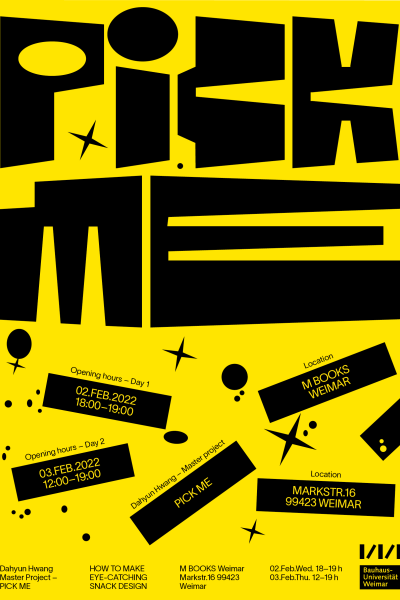 PiCK
ME
Opening hours – Day 1
02.FEB.2022
18:00–19:00
Location
M BOOKS
WEIMAR
Opening hours – Day 2
03.FEB.2022
12:00–19:00
Dahyun Hwang – Master project
PICK ME
Location
MARKSTR.16
99423 WEIMAR
Dahyun Hwang
Master Project –
PICK ME
HOW TO MAKE
EYE-CATCHING
SNACK DESIGN
M BOOKS Weimar
Markstr.16 99423
Weimar
02.Feb.Wed. 18–19 h
03.Feb.Thu. 12–19 h
Bauhaus-
Universität
Weimar